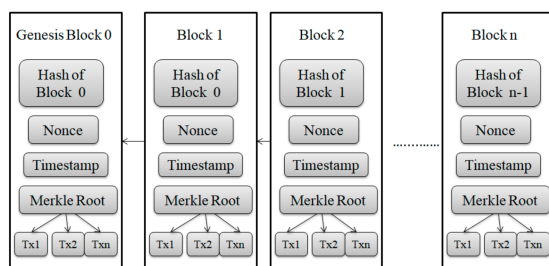 Genesis Block 0
Hash of
Block 0
Nonce
Timestamp
Merkle Root
Tx1 Tx2 Txn
Block 1
Hash of
Block 0
Nonce
Timestamp
Merkle Root
Tx1 Tx2 Txn
Block 2
Hash of
Block 1
Nonce
Timestamp
Merkle Root
Tx1 Tx2 Txn
Block n
Hash of
Block n-1
Nonce
Timestamp
Merkle Root
Tx1 Tx2 Txn